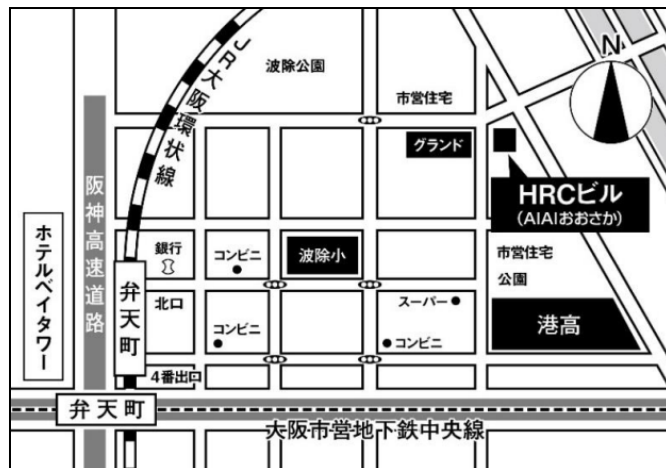 N
波除公園
JR大阪環状線
市営住宅
グランド
HRCビル
(AIAIおおさか)
阪神高速道路
ホテルベイタワー
銀行
コンビニ
波除小
市営住宅
公園
弁天町
北口
スーパー
港高
コンビニ
コンビニ
4番出口
弁天町
大阪市営地下鉄中央線